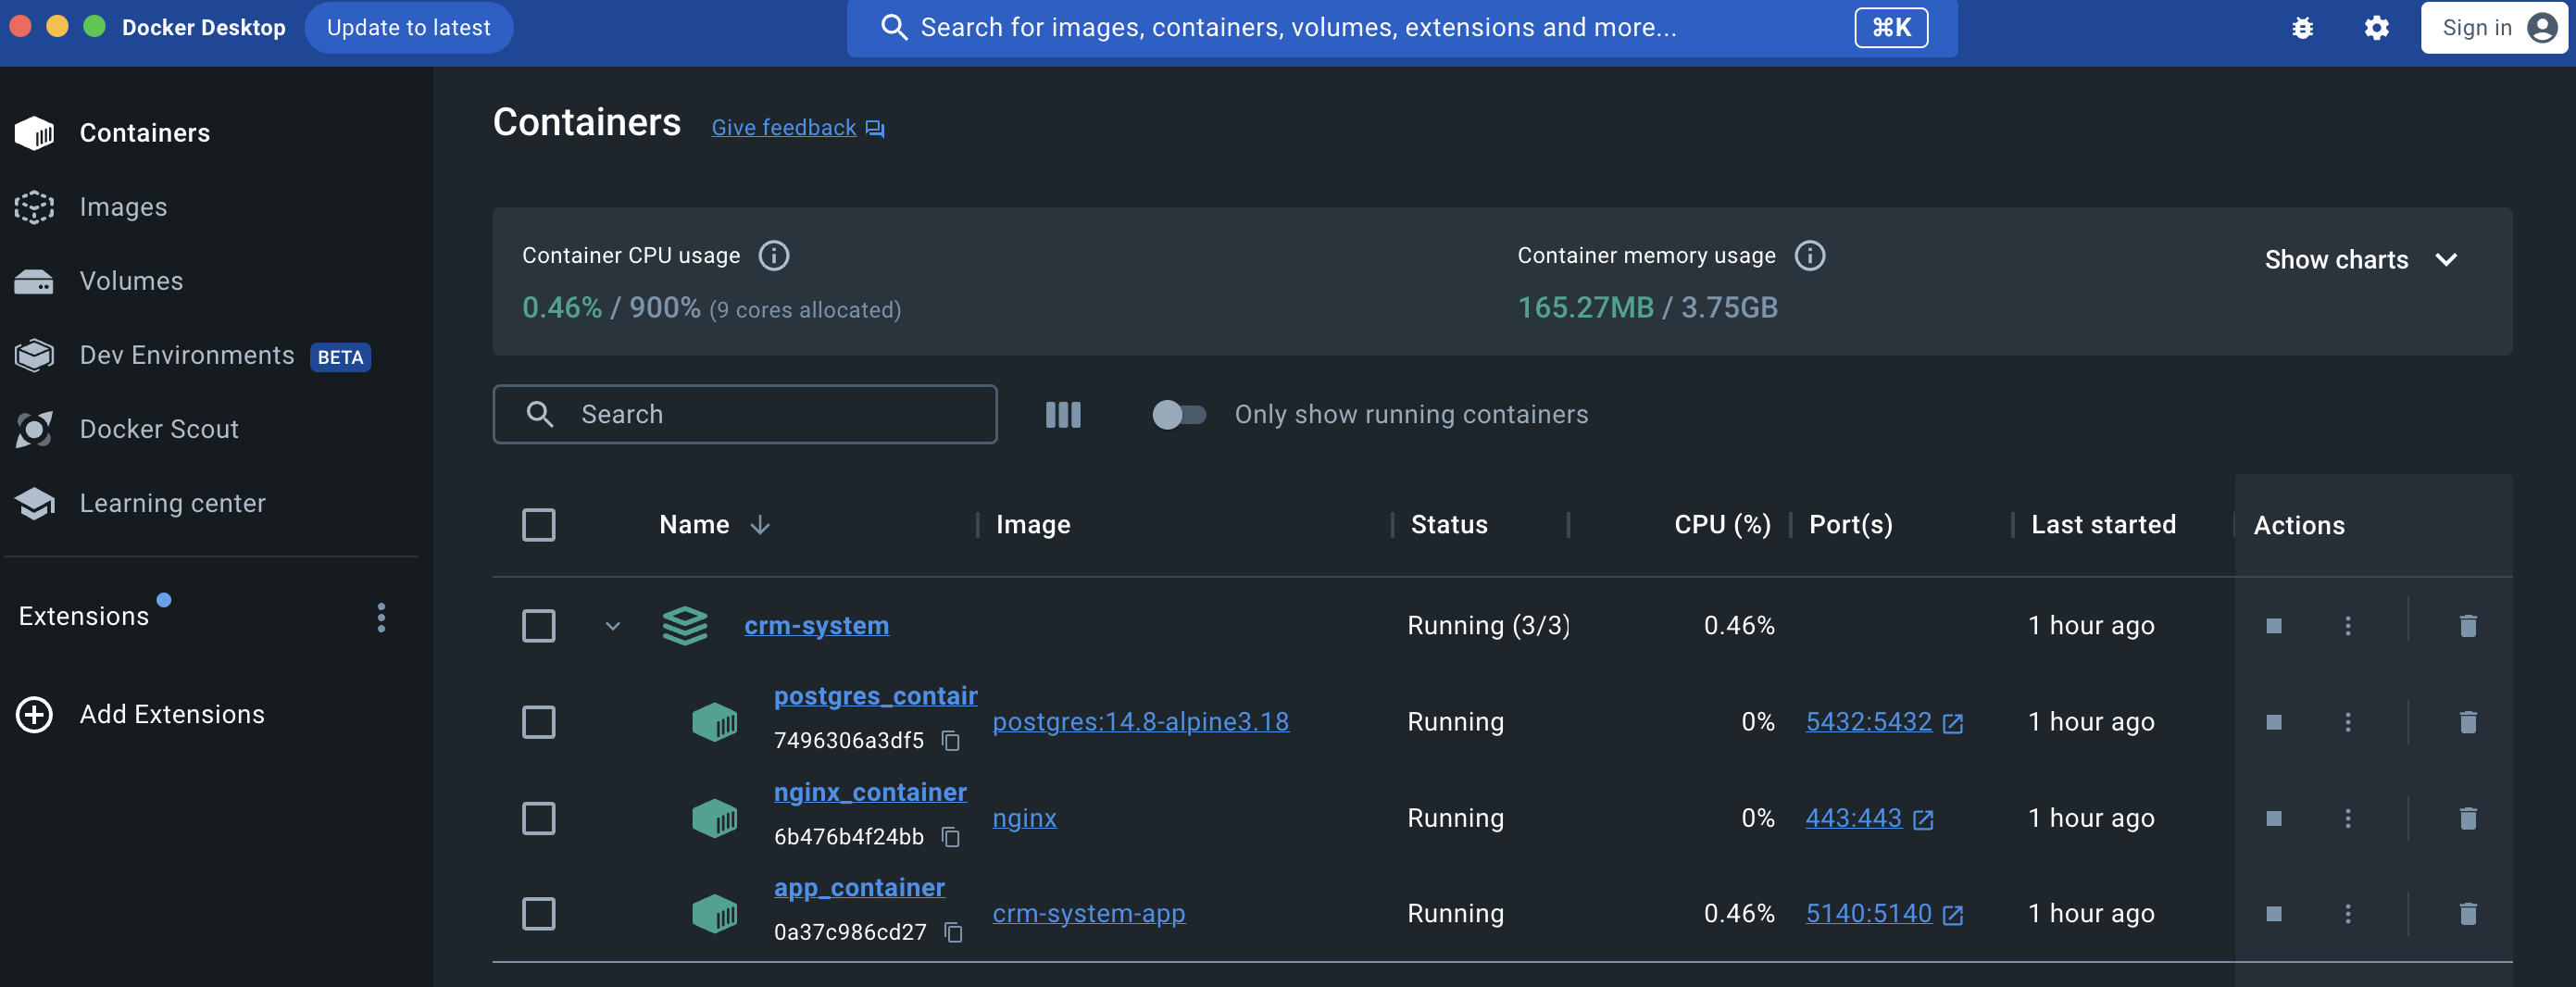 Docker Desktop Update to latest Search for images, containers, volumes, extensions and more... ⌘K Sign in
Containers
Images
Volumes
Dev Environments BETA
Docker Scout
Learning center
Extensions
Add Extensions
Containers Give feedback
Container CPU usage
0.46% / 900% (9 cores allocated)
Container memory usage
165.27MB / 3.75GB
Show charts
Search Only show running containers
Name Image Status CPU (%) Port(s) Last started Actions
crm-system Running (3/3) 0.46% 1 hour ago
postgres_contair
7496306a3df5
postgres:14.8-alpine3.18 Running 0% 5432:5432 1 hour ago
nginx_container
6b476b4f24bb
nginx Running 0% 443:443 1 hour ago
app_container
0a37c986cd27
crm-system-app Running 0.46% 5140:5140 1 hour ago